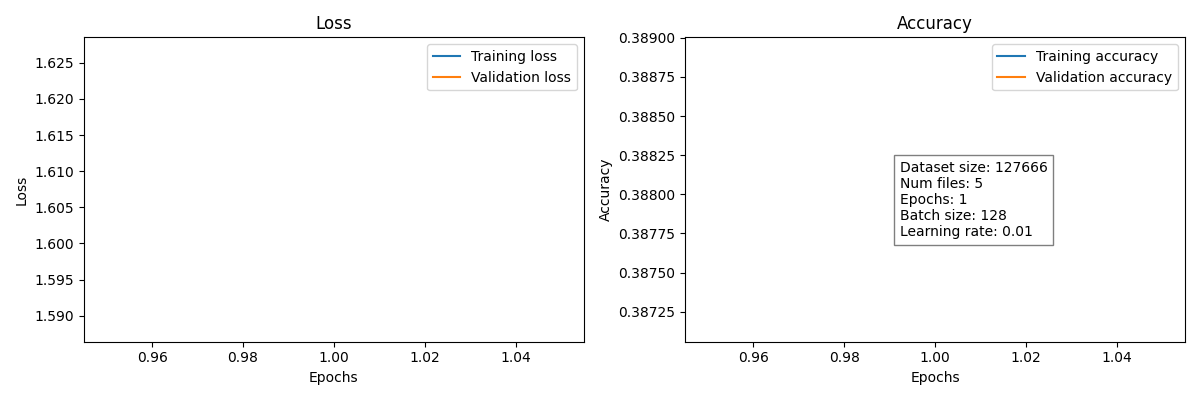 Loss
Training loss
Validation loss
1.625
1.620
1.615
1.610
1.605
1.600
1.595
1.590
Loss
0.96
0.98
1.00
1.02
1.04
Epochs
Accuracy
Training accuracy
Validation accuracy
0.38900
0.38875
0.38850
0.38825
0.38800
0.38775
0.38750
0.38725
Accuracy
Dataset size: 127666
Num files: 5
Epochs: 1
Batch size: 128
Learning rate: 0.01
0.96
0.98
1.00
1.02
1.04
Epochs